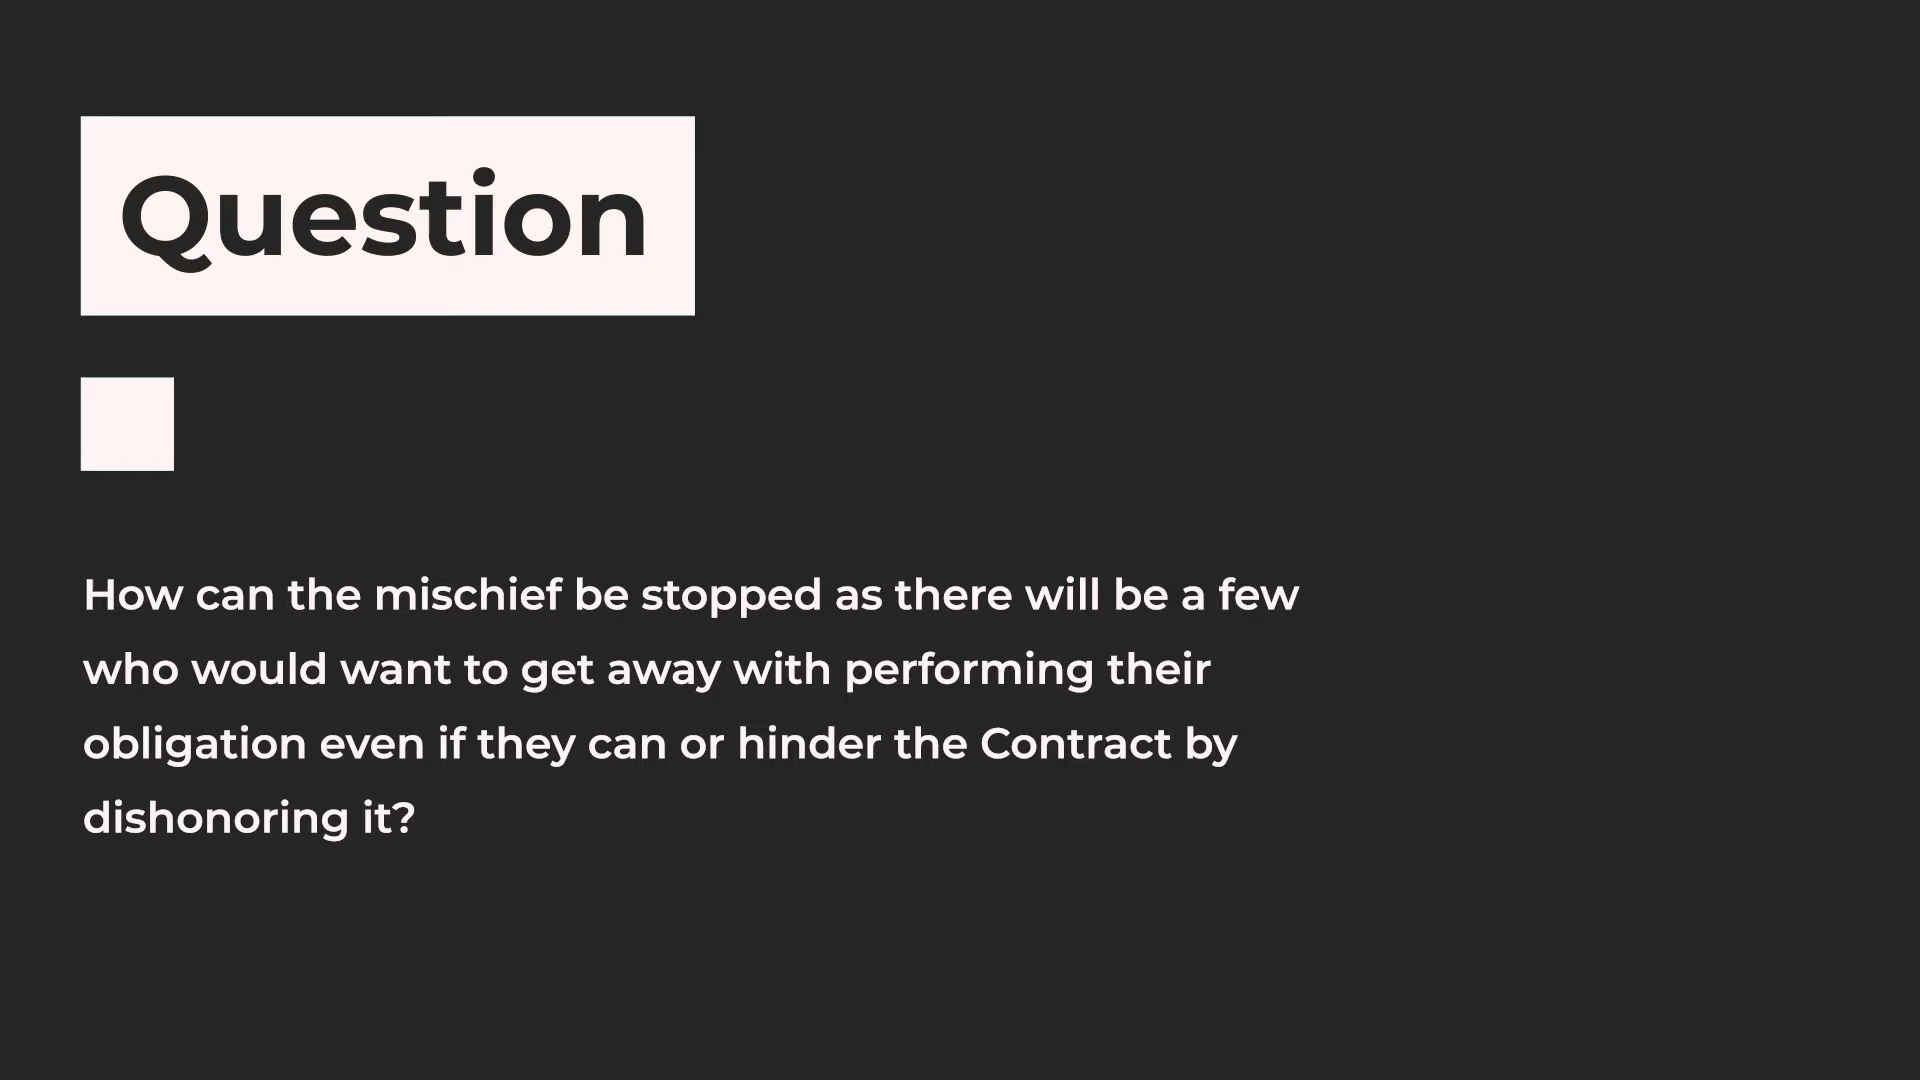 Question
How can the mischief be stopped as there will be a few
who would want to get away with performing their
obligation even if they can or hinder the Contract by
dishonoring it?